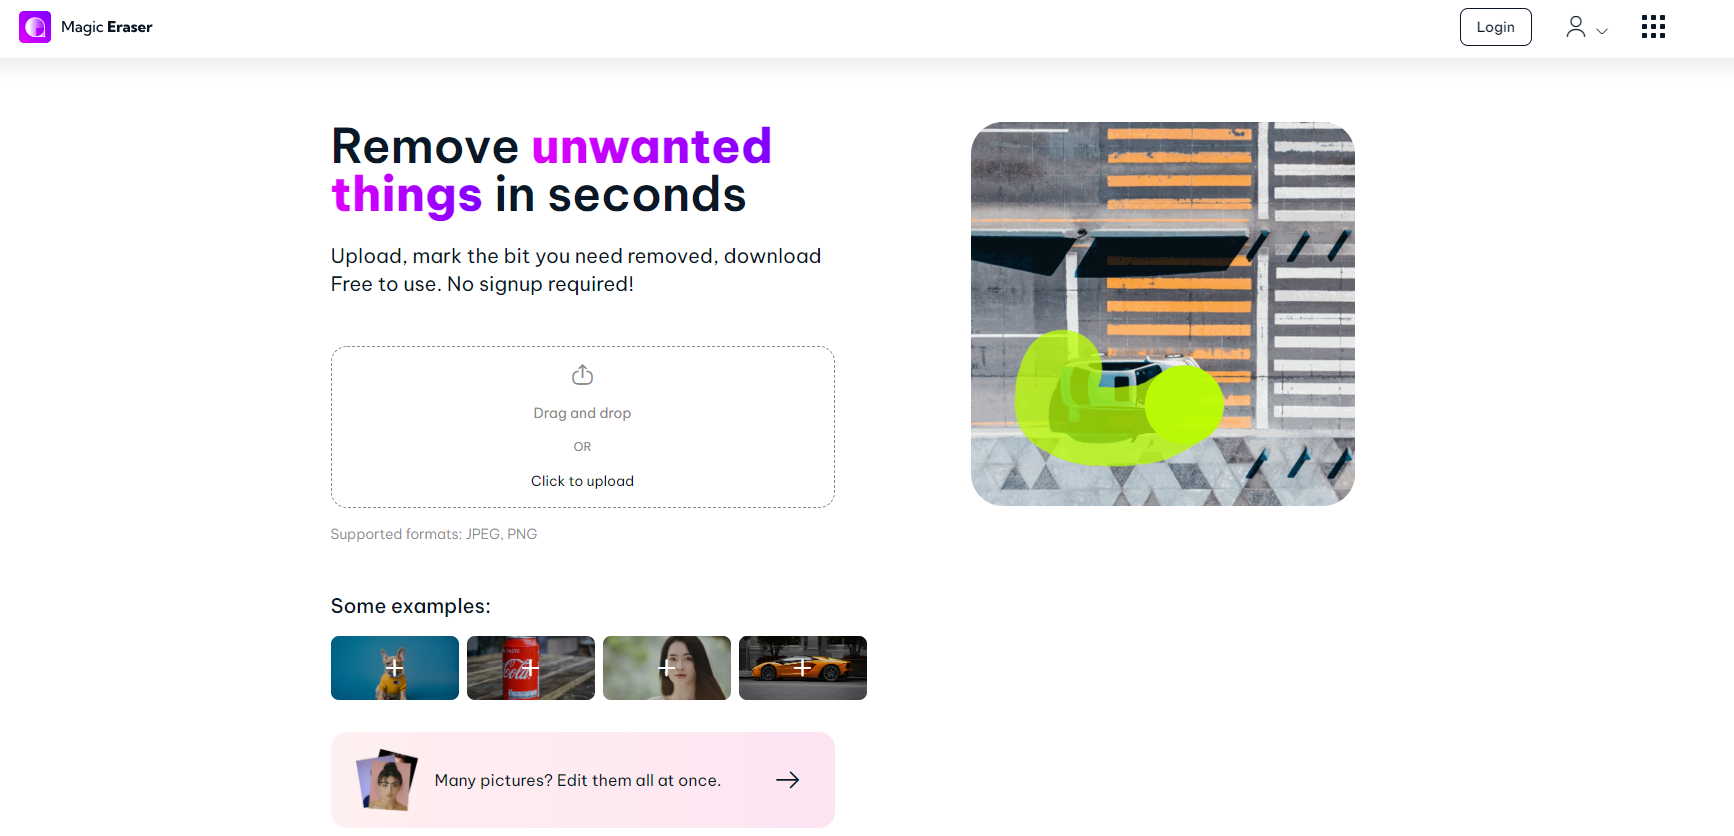 Magic Eraser
Login
Remove unwanted
things in seconds
Upload, mark the bit you need removed, download
Free to use. No signup required!
Drag and drop
OR
Click to upload
Supported formats: JPEG, PNG
Some examples:
Many pictures? Edit them all at once.